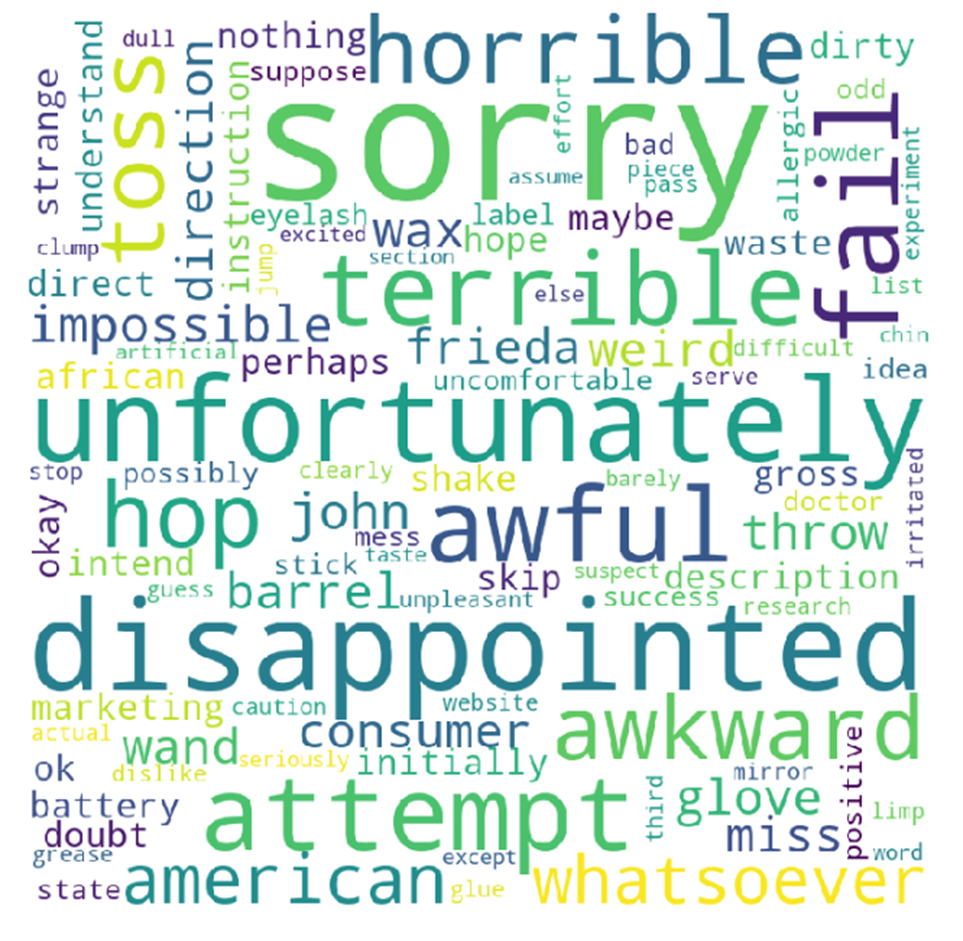 dull
nothing
horrible
dirty
strange
understand
toss
direction
instruction
suppose
sorry
effort
bad
piece
pass
assume
allergic
odd
fail
powder
experiment
eyelash
excited
wax
label
hope
maybe
waste
clump
section
jump
direct
terrible
else
list
impossible
artificial
perhaps
frieda
weird
difficult
chin
african
uncomfortable
serve
idea
unfortunately
stop
possibly
clearly
shake
barely
gross
irritated
okay
hop
john
mess
awful
doctor
throw
intend
stick
taste
skip
suspect
description
guess
barrel
unpleasant
success
research
disappointed
marketing
caution
website
awkward
actual
wand
consumer
seriously
initially
ok
dislike
mirror
positive
battery
attempt
third
glove
limp
doubt
miss
grease
except
word
state
american
glue
whatsoever